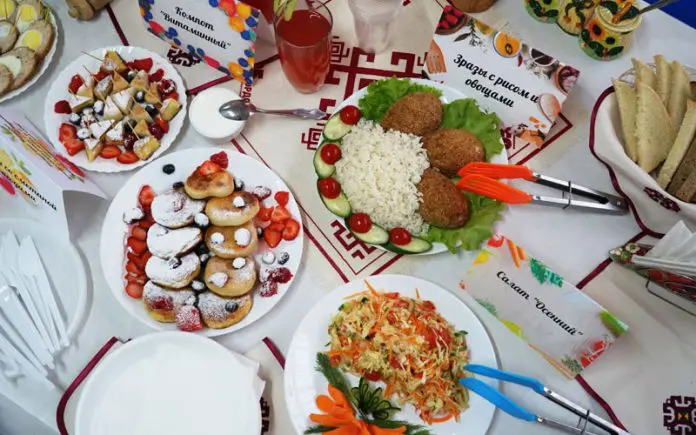 Компот
"Витаминный"
Зразы с рисом и
овощами
Салат "Осенний"